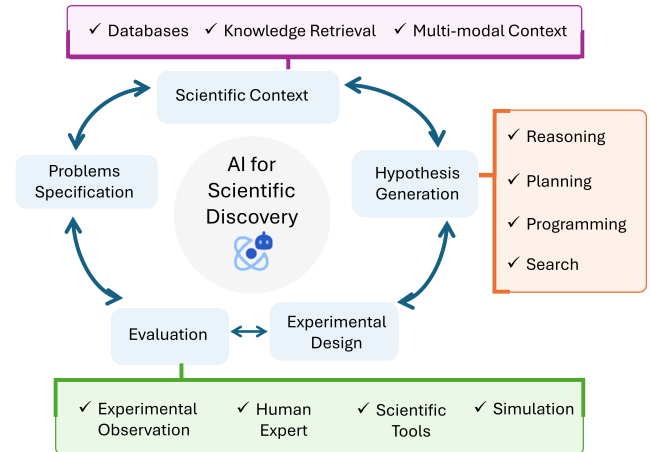 ✓ Databases ✓ Knowledge Retrieval ✓ Multi-modal Context
Scientific Context
Problems
Specification
AI for
Scientific
Discovery
Hypothesis
Generation
✓ Reasoning
✓ Planning
✓ Programming
✓ Search
Evaluation
Experimental
Design
✓ Experimental
Observation
✓ Human
Expert
✓ Scientific
Tools
✓ Simulation